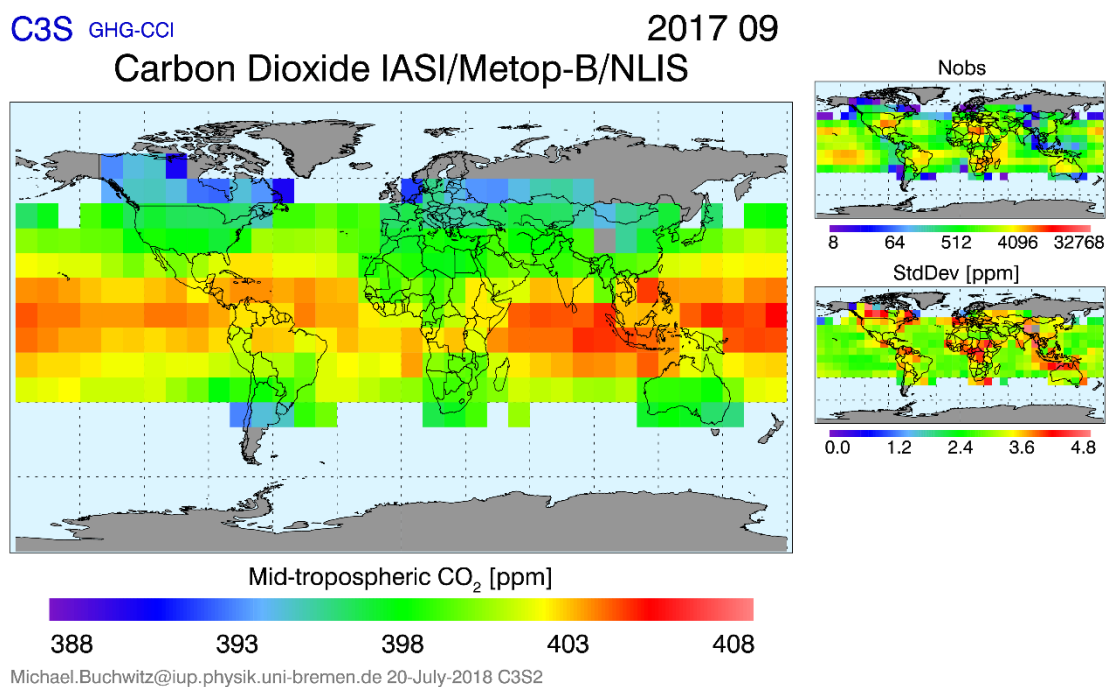 C3S GHG-CCI 2017 09
Carbon Dioxide IASI/Metop-B/NLIS
Nobs
8 64 512 4096 32768
StdDev [ppm]
0.0 1.2 2.4 3.6 4.8
Mid-tropospheric CO₂ [ppm]
388 393 398 403 408
Michael.Buchwitz@iup.physik.uni-bremen.de 20-July-2018 C3S2